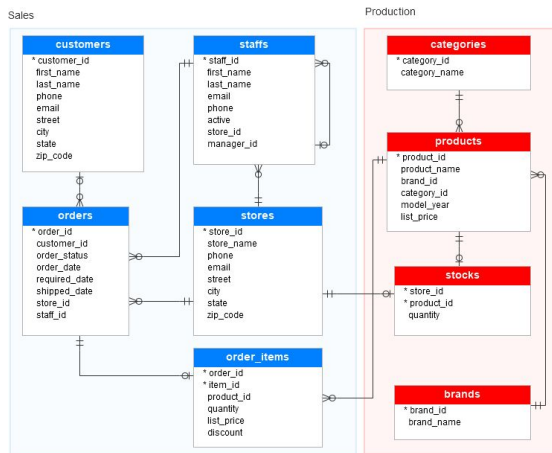 Sales
Production
customers
* customer_id
first_name
last_name
phone
email
street
city
state
zip_code
staffs
* staff_id
first_name
last_name
email
phone
active
store_id
manager_id
categories
* category_id
category_name
products
* product_id
product_name
brand_id
category_id
model_year
list_price
orders
* order_id
customer_id
order_status
order_date
required_date
shipped_date
store_id
staff_id
stores
* store_id
store_name
phone
email
street
city
state
zip_code
stocks
* store_id
* product_id
quantity
order_items
* order_id
* item_id
product_id
quantity
list_price
discount
brands
* brand_id
brand_name